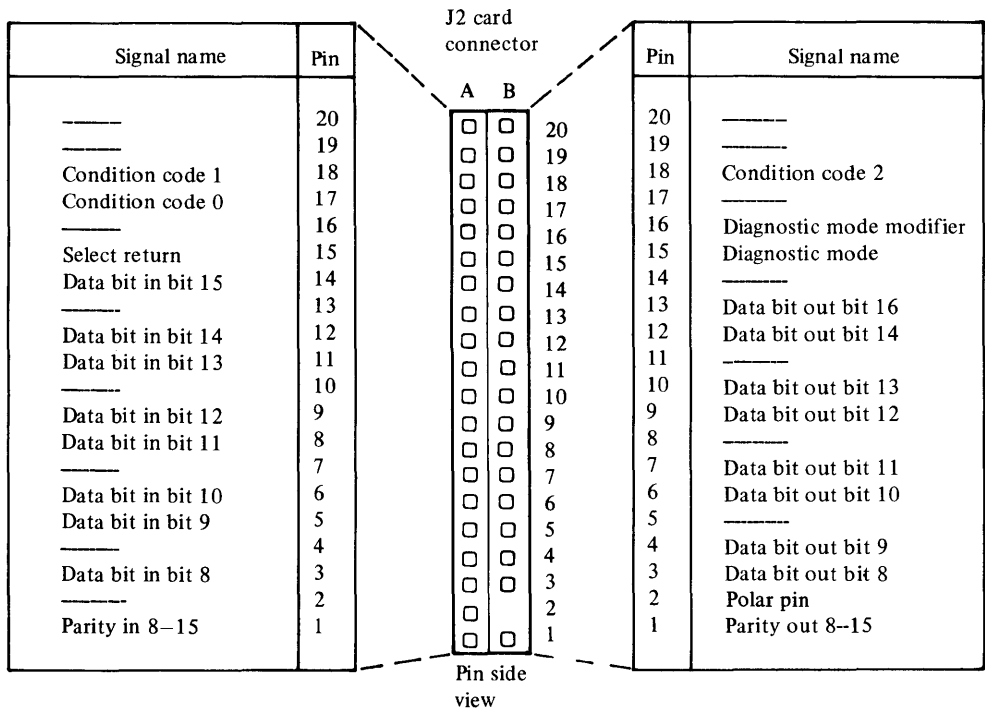 J2 card
connector
Signal name Pin
A B
Pin Signal name
——— 20
——— 19
Condition code 1 18
Condition code 0 17
——— 16
Select return 15
Data bit in bit 15 14
——— 13
Data bit in bit 14 12
Data bit in bit 13 11
——— 10
Data bit in bit 12 9
Data bit in bit 11 8
——— 7
Data bit in bit 10 6
Data bit in bit 9 5
——— 4
Data bit in bit 8 3
——— 2
Parity in 8–15 1
20
19
18
17
16
15
14
13
12
11
10
9
8
7
6
5
4
3
2
1
20 ———
19 ———
18 Condition code 2
17 ———
16 Diagnostic mode modifier
15 Diagnostic mode
14 ———
13 Data bit out bit 16
12 Data bit out bit 14
11 ———
10 Data bit out bit 13
9 Data bit out bit 12
8 ———
7 Data bit out bit 11
6 Data bit out bit 10
5 ———
4 Data bit out bit 9
3 Data bit out bit 8
2 Polar pin
1 Parity out 8--15
Pin side
view